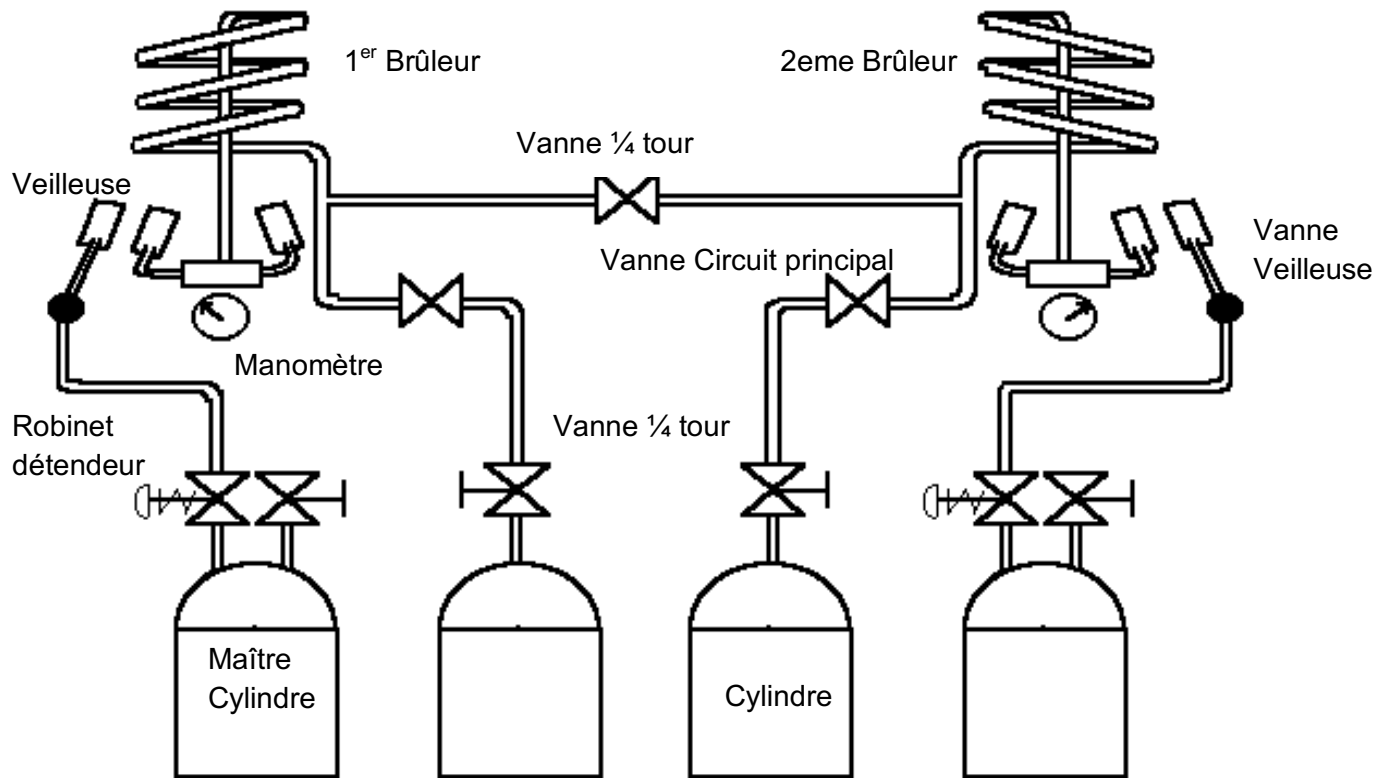 1er Brûleur
2eme Brûleur
Vanne ¼ tour
Veilleuse
Vanne
Veilleuse
Vanne Circuit principal
Manomètre
Robinet
détendeur
Vanne ¼ tour
Maître
Cylindre
Cylindre